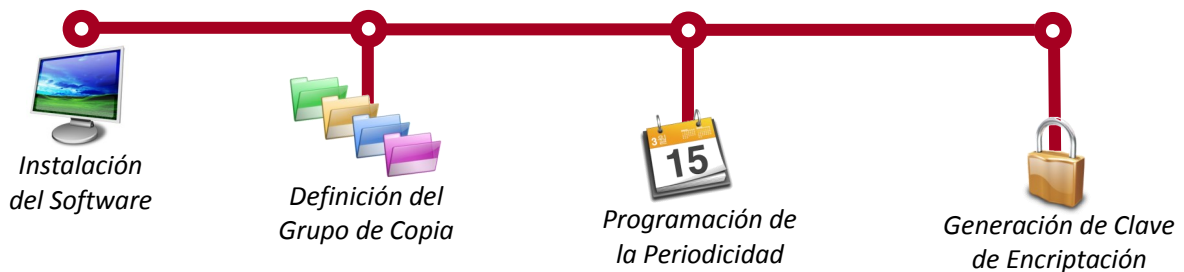 Instalación
del Software
Definición del
Grupo de Copia
15
Programación de
la Periodicidad
Generación de Clave
de Encriptación